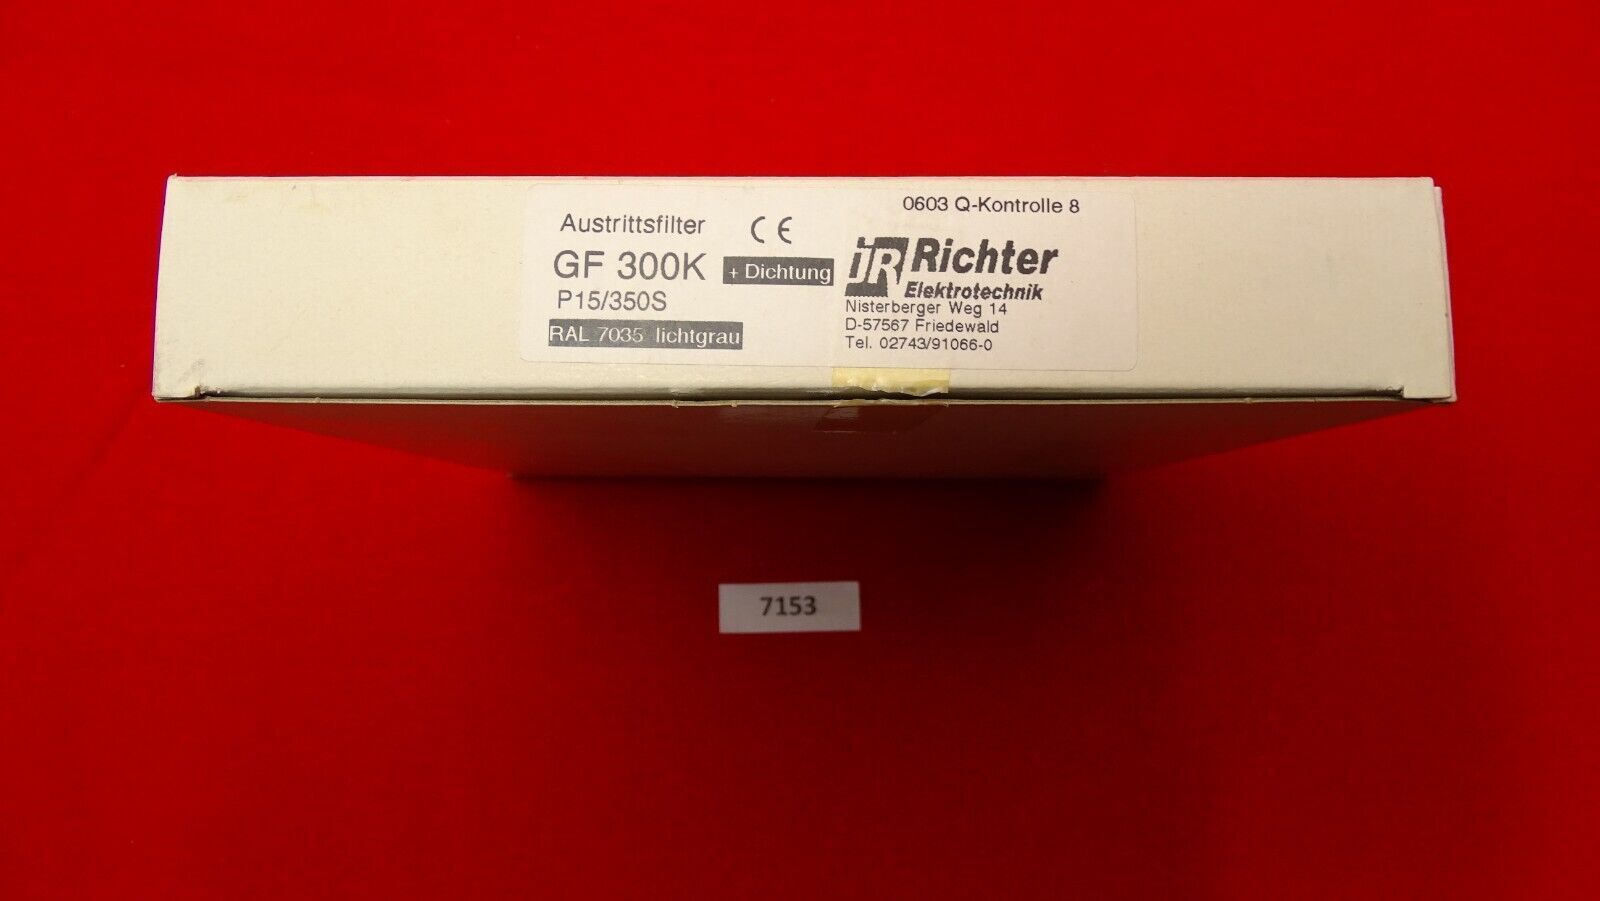 Austrittsfilter CE
GF 300K + Dichtung
P15/350S
RAL 7035 lichtgrau
0603 Q-Kontrolle 8
iR Richter
Elektrotechnik
Nisterberger Weg 14
D-57567 Friedewald
Tel. 02743/91066-0
7153